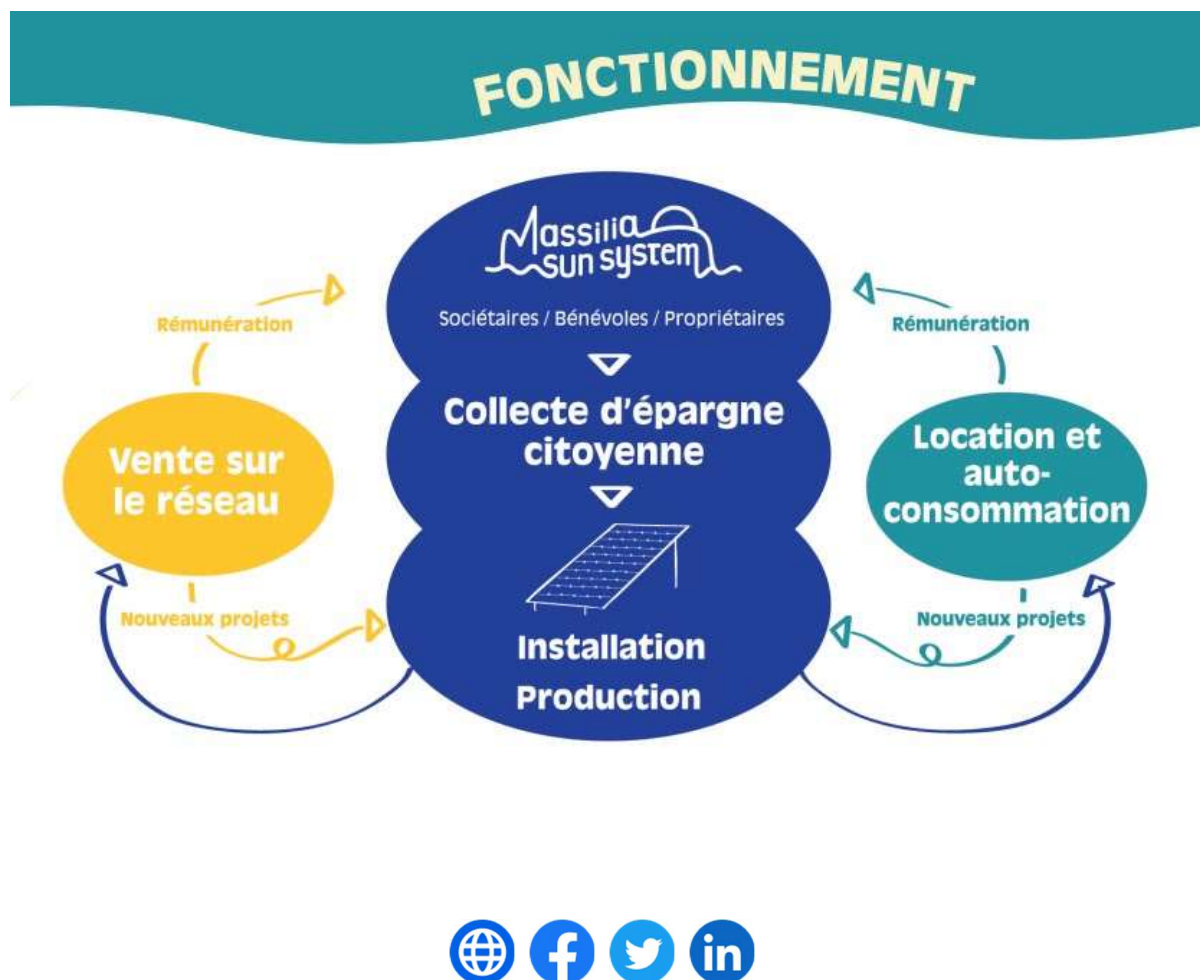 FONCTIONNEMENT
Massilia
sun system
Sociétaires / Bénévoles / Propriétaires
Collecte d'épargne
citoyenne
Installation
Production
Rémunération
Vente sur
le réseau
Nouveaux projets
Rémunération
Location et
auto-
consommation
Nouveaux projets
f
in